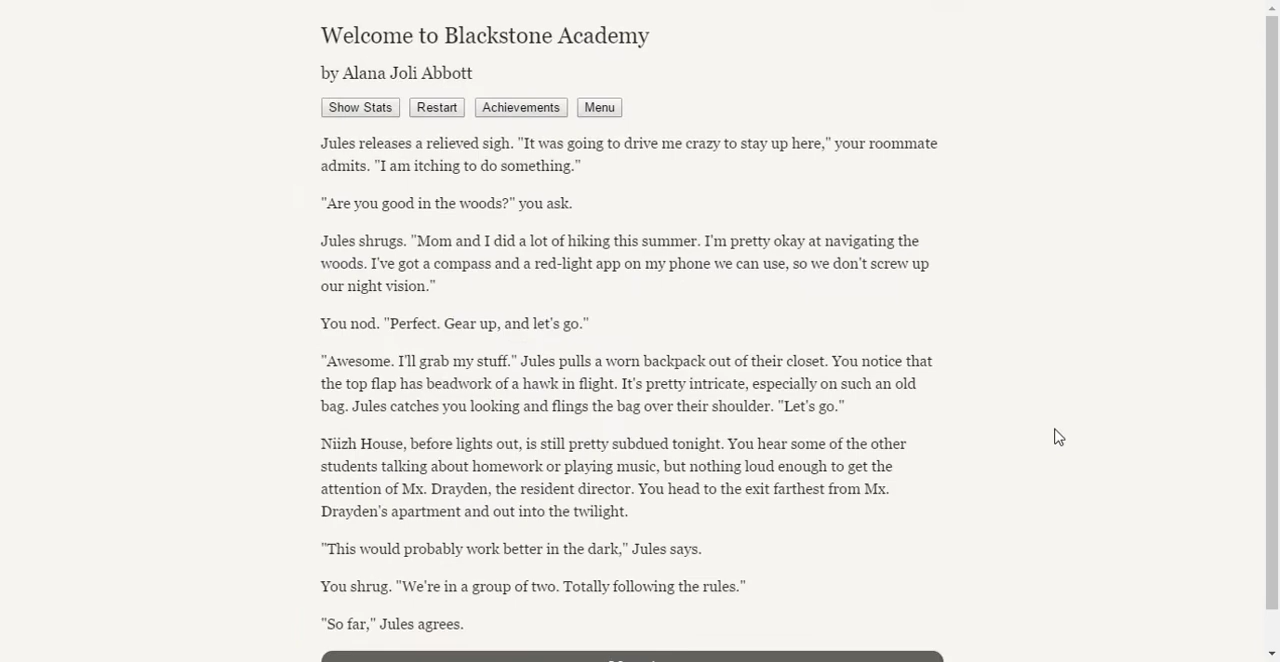 Welcome to Blackstone Academy
by Alana Joli Abbott
Show Stats Restart Achievements Menu
Jules releases a relieved sigh. "It was going to drive me crazy to stay up here," your roommate
admits. "I am itching to do something."
"Are you good in the woods?" you ask.
Jules shrugs. "Mom and I did a lot of hiking this summer. I'm pretty okay at navigating the
woods. I've got a compass and a red-light app on my phone we can use, so we don't screw up
our night vision."
You nod. "Perfect. Gear up, and let's go."
"Awesome. I'll grab my stuff." Jules pulls a worn backpack out of their closet. You notice that
the top flap has beadwork of a hawk in flight. It's pretty intricate, especially on such an old
bag. Jules catches you looking and flings the bag over their shoulder. "Let's go."
Niizh House, before lights out, is still pretty subdued tonight. You hear some of the other
students talking about homework or playing music, but nothing loud enough to get the
attention of Mx. Drayden, the resident director. You head to the exit farthest from Mx.
Drayden's apartment and out into the twilight.
"This would probably work better in the dark," Jules says.
You shrug. "We're in a group of two. Totally following the rules."
"So far," Jules agrees.